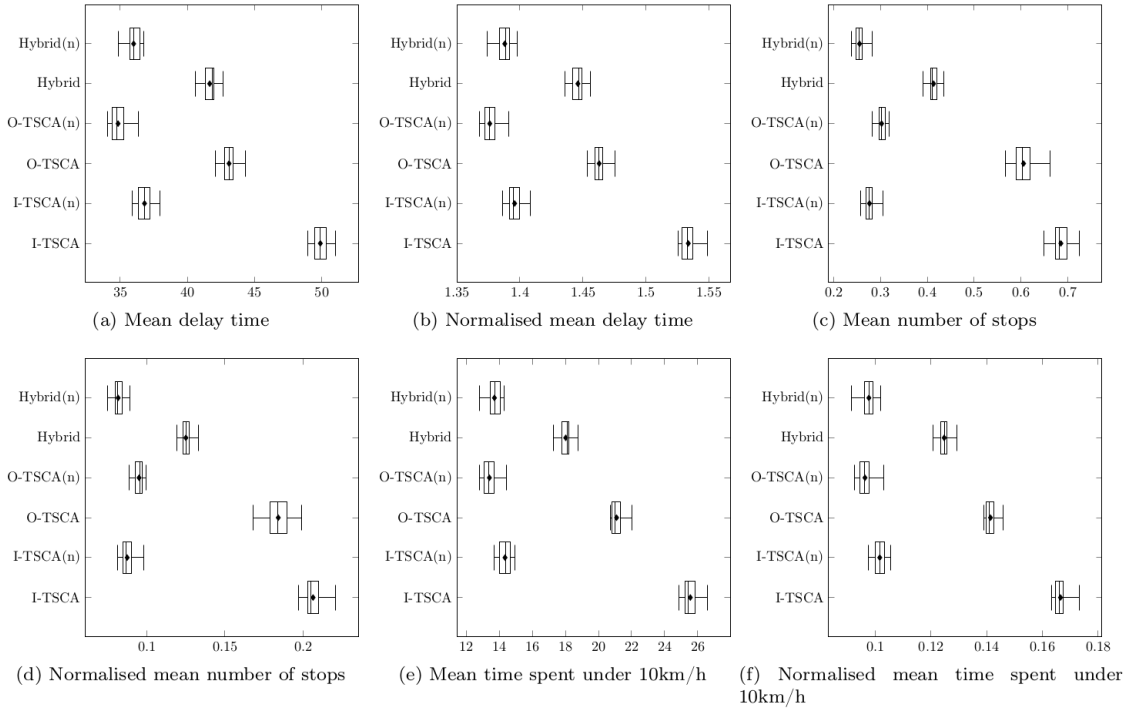 Hybrid(n)
Hybrid
O-TSCA(n)
O-TSCA
I-TSCA(n)
I-TSCA
35 40 45 50
(a) Mean delay time
Hybrid(n)
Hybrid
O-TSCA(n)
O-TSCA
I-TSCA(n)
I-TSCA
1.35 1.4 1.45 1.5 1.55
(b) Normalised mean delay time
Hybrid(n)
Hybrid
O-TSCA(n)
O-TSCA
I-TSCA(n)
I-TSCA
0.2 0.3 0.4 0.5 0.6 0.7
(c) Mean number of stops
Hybrid(n)
Hybrid
O-TSCA(n)
O-TSCA
I-TSCA(n)
I-TSCA
0.1 0.15 0.2
(d) Normalised mean number of stops
Hybrid(n)
Hybrid
O-TSCA(n)
O-TSCA
I-TSCA(n)
I-TSCA
12 14 16 18 20 22 24 26
(e) Mean time spent under 10km/h
Hybrid(n)
Hybrid
O-TSCA(n)
O-TSCA
I-TSCA(n)
I-TSCA
0.1 0.12 0.14 0.16 0.18
(f) Normalised mean time spent under
10km/h